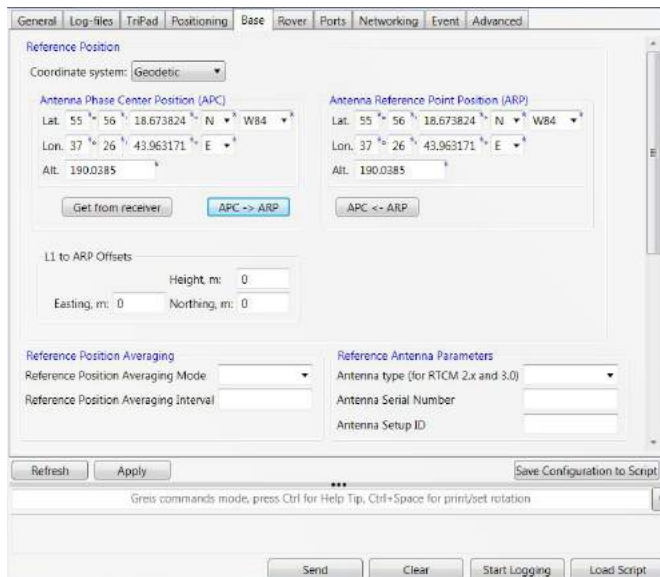 General Log-files TriPad Positioning Base Rover Ports Networking Event Advanced
Reference Position
Coordinate system: Geodetic
Antenna Phase Center Position (APC)
Lat. 55 *° 56 *' 18.673824 *" N * W84 *
Lon. 37 *° 26 *' 43.963171 *" E *
Alt. 190.0385 *
Get from receiver APC -> ARP
Antenna Reference Point Position (ARP)
Lat. 55 *° 56 *' 18.673824 *" N * W84 *
Lon. 37 *° 26 *' 43.963171 *" E *
Alt. 190.0385 *
APC <- ARP
L1 to ARP Offsets
Height, m: 0
Easting, m: 0 Northing, m: 0
Reference Position Averaging
Reference Position Averaging Mode
Reference Position Averaging Interval
Reference Antenna Parameters
Antenna type (for RTCM 2.x and 3.0)
Antenna Serial Number
Antenna Setup ID
Refresh Apply Save Configuration to Script
Greis commands mode, press Ctrl for Help Tip, Ctrl+Space for print/set rotation
Send Clear Start Logging Load Script